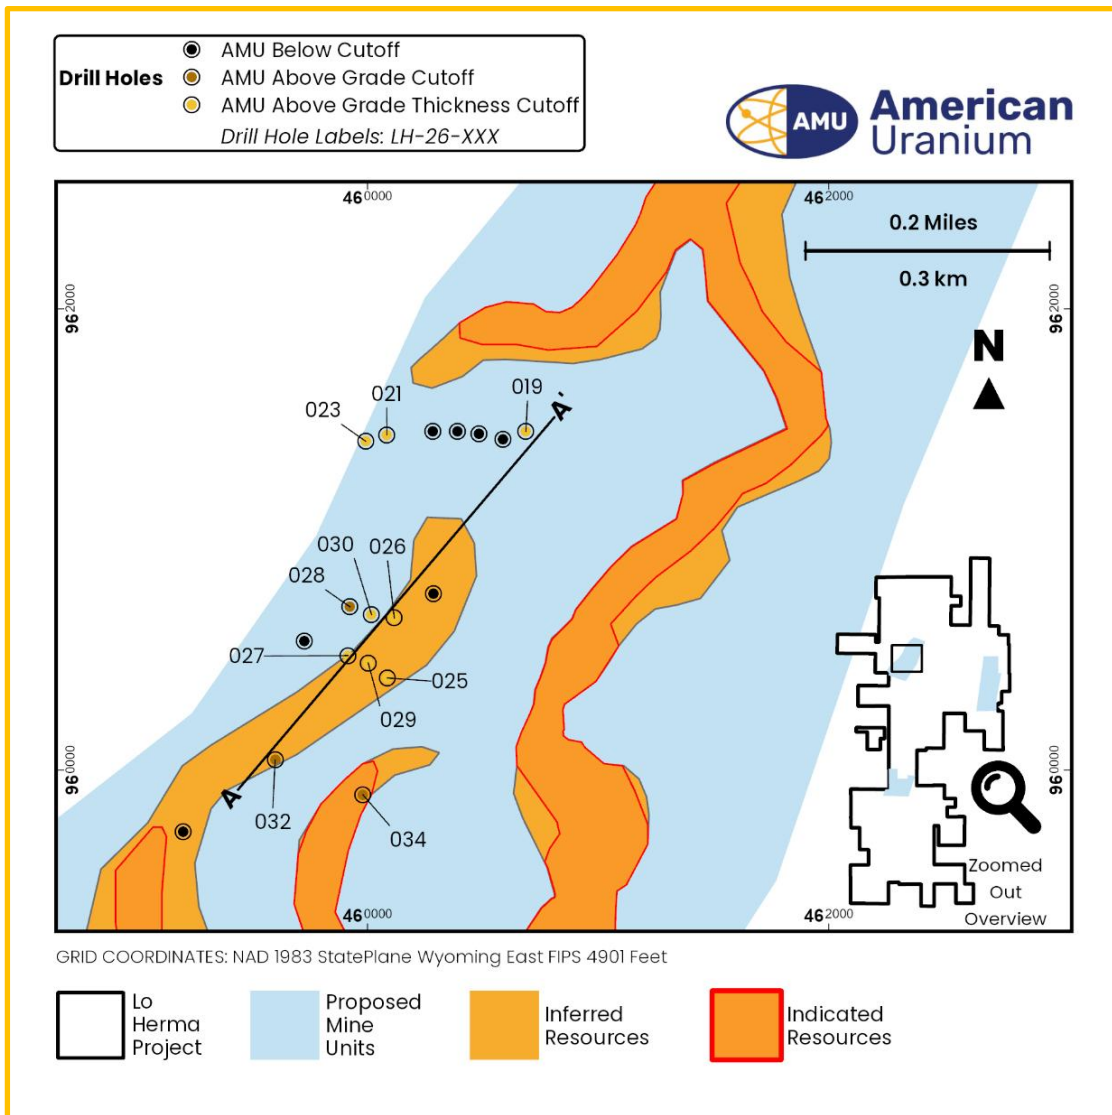 Drill Holes
AMU Below Cutoff
AMU Above Grade Cutoff
AMU Above Grade Thickness Cutoff
Drill Hole Labels: LH-26-XXX
AMU
American
Uranium
460000
462000
0.2 Miles
0.3 km
962000
962000
N
019
021
023
A'
030
026
028
027
025
029
A
032
034
960000
960000
Zoomed
Out
Overview
460000
462000
GRID COORDINATES: NAD 1983 StatePlane Wyoming East FIPS 4901 Feet
Lo
Herma
Project
Proposed
Mine
Units
Inferred
Resources
Indicated
Resources